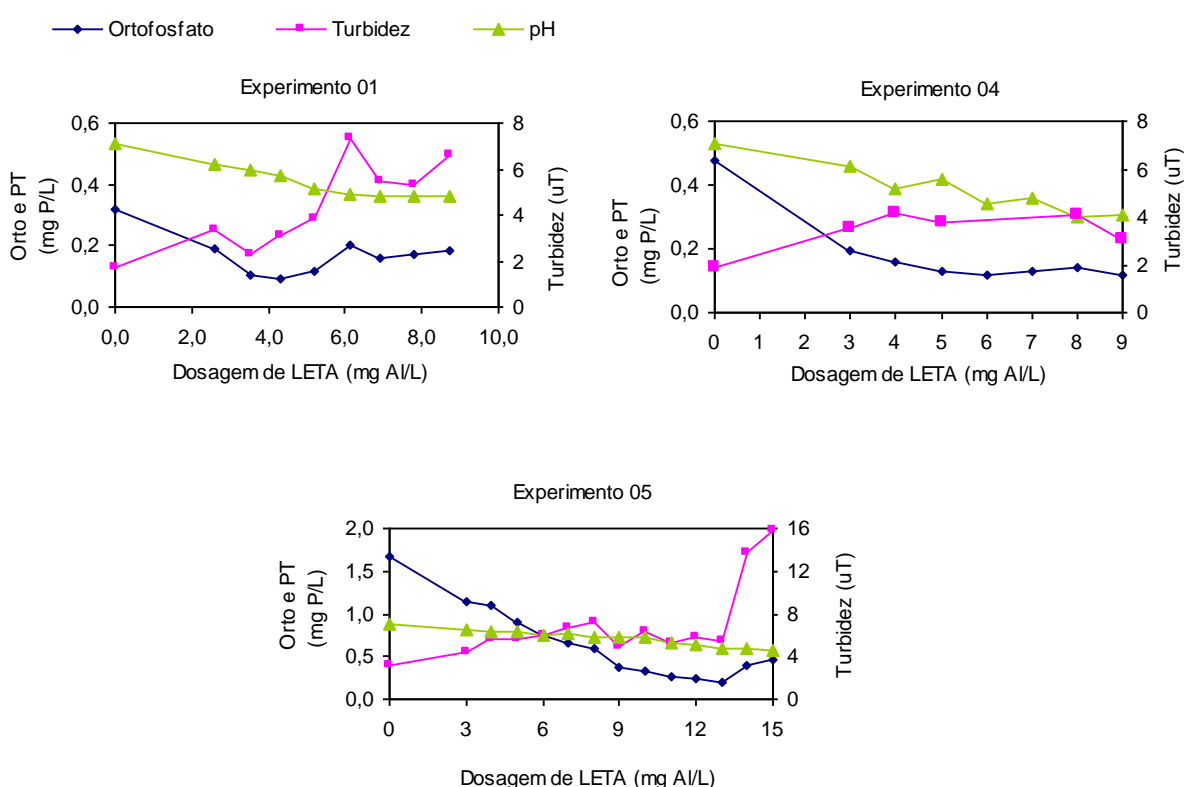 Ortofosfato Turbidez pH
Experimento 01
0,6
0,4
0,2
0,0
Orto e PT
(mg P/L)
8
6
4
2
0
Turbidez (uT)
0,0 2,0 4,0 6,0 8,0 10,0
Dosagem de LETA (mg Al/L)
Experimento 04
0,6
0,4
0,2
0,0
Orto e PT
(mg P/L)
8
6
4
2
0
Turbidez (uT)
0 1 2 3 4 5 6 7 8 9
Dosagem de LETA (mg Al/L)
Experimento 05
2,0
1,5
1,0
0,5
0,0
Orto e PT
(mg P/L)
16
12
8
4
0
Turbidez (uT)
0 3 6 9 12 15
Dosagem de LETA (mg Al/L)